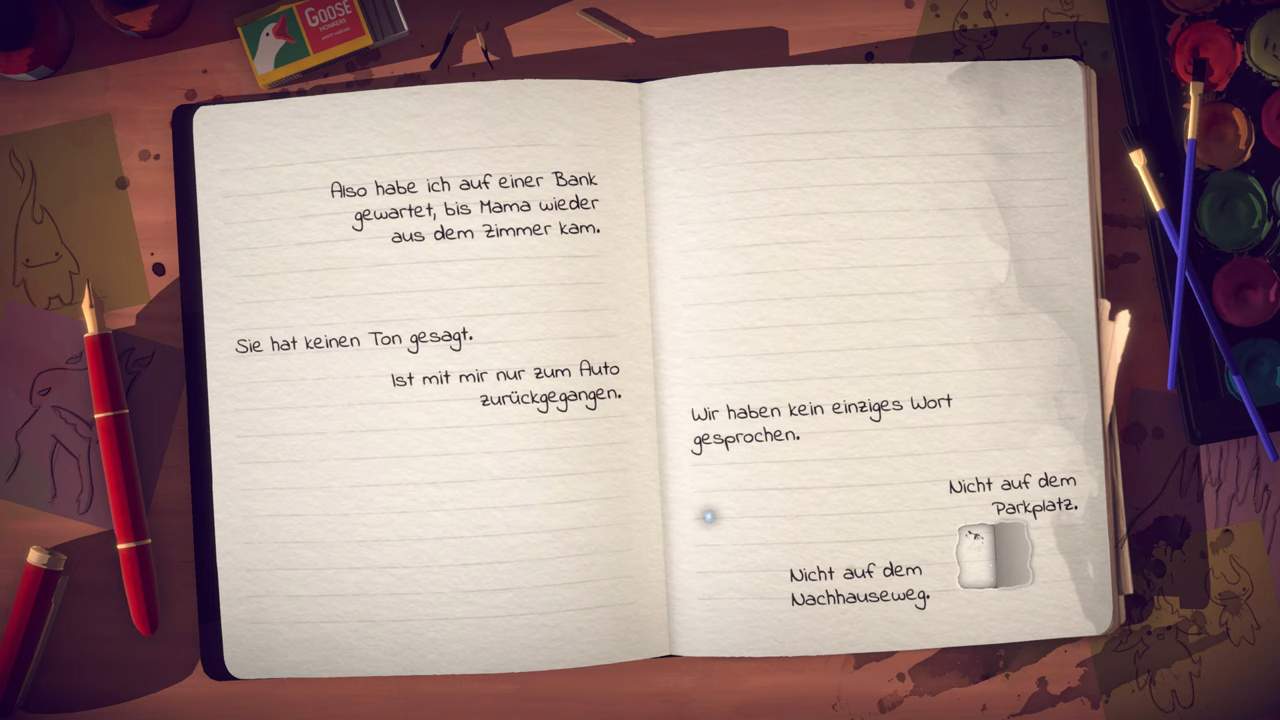 GOOSE
HONKERS
Also habe ich auf einer Bank
gewartet, bis Mama wieder
aus dem Zimmer kam.
Sie hat keinen Ton gesagt.
Ist mit mir nur zum Auto
zurückgegangen.
Wir haben kein einziges Wort
gesprochen.
Nicht auf dem
Parkplatz.
Nicht auf dem
Nachhauseweg.